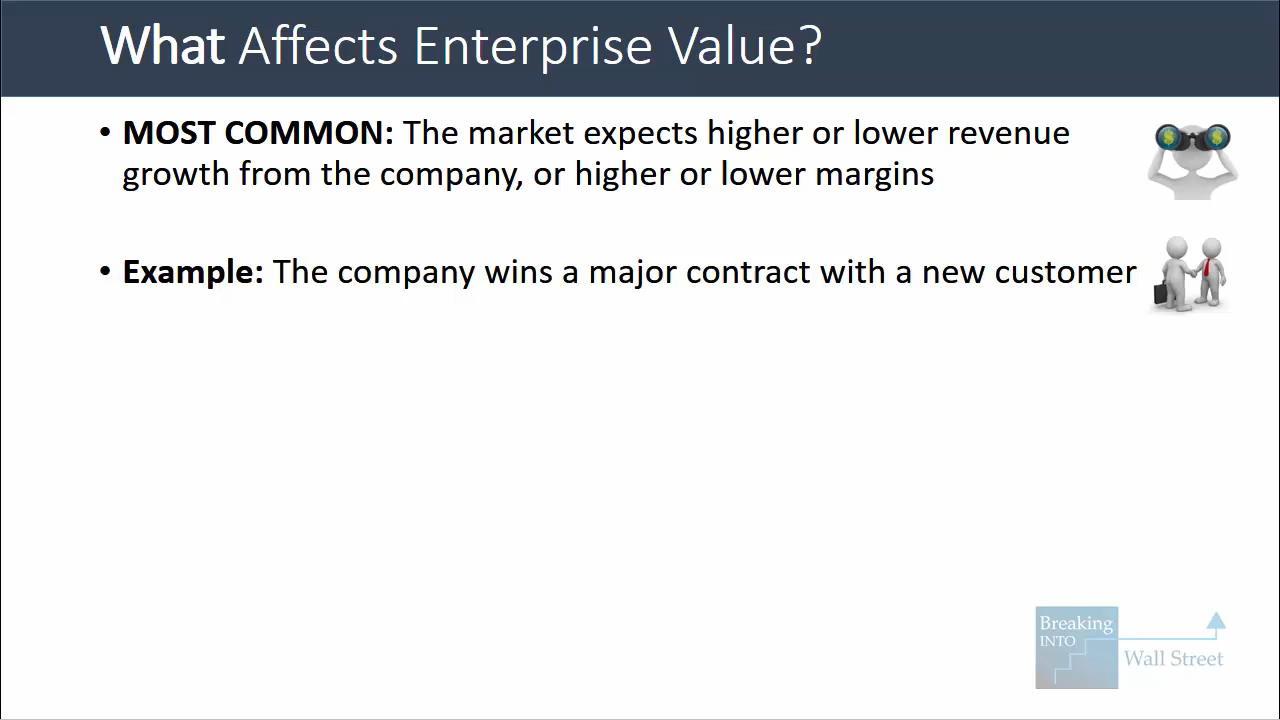 What Affects Enterprise Value?
• MOST COMMON: The market expects higher or lower revenue
growth from the company, or higher or lower margins
• Example: The company wins a major contract with a new customer
Breaking
INTO
Wall Street